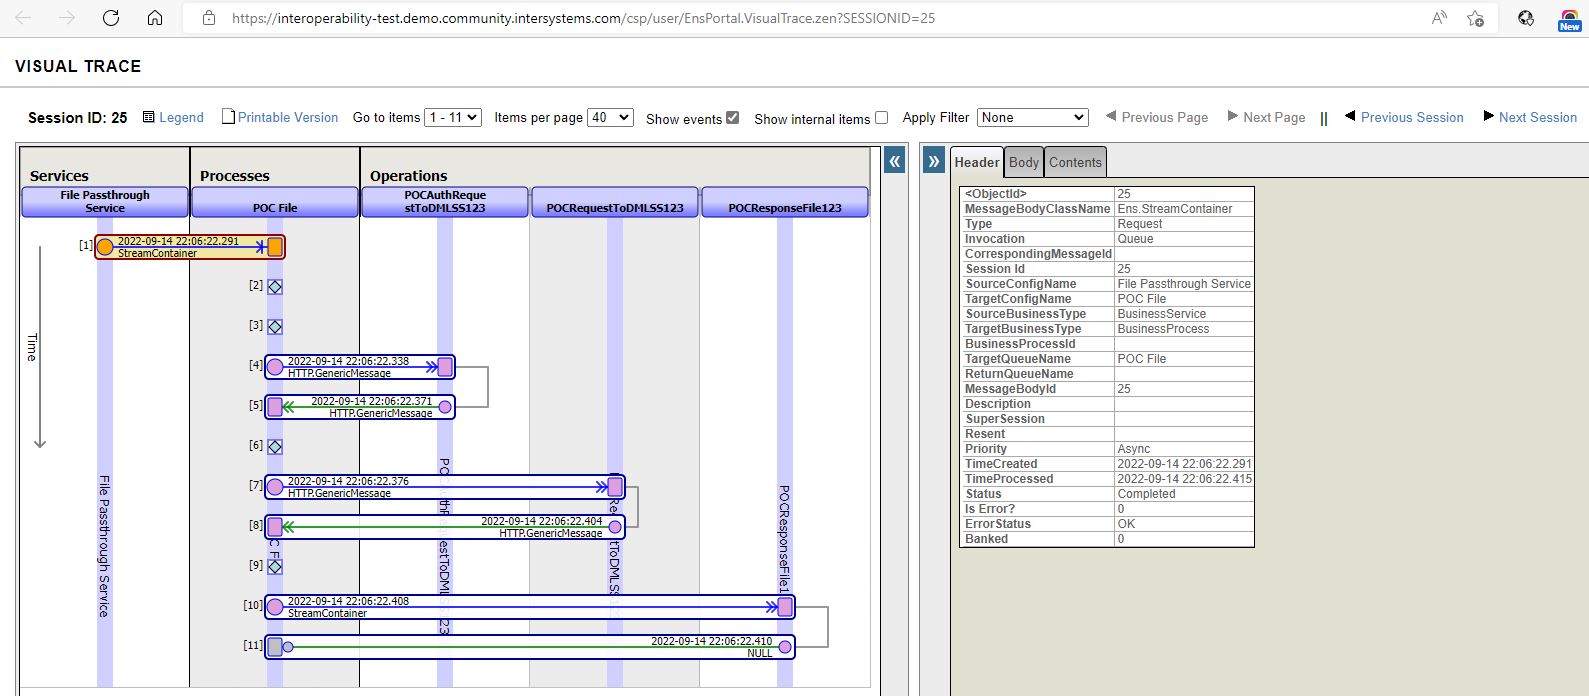 https://interoperability-test.demo.community.intersystems.com/csp/user/EnsPortal.VisualTrace.zen?SESSIONID=25
New
VISUAL TRACE
Session ID: 25 Legend Printable Version Go to items 1 - 11 Items per page 40 Show events Show internal items Apply Filter None Previous Page Next Page || Previous Session Next Session
Services Processes Operations
File Passthrough Service
POC File
POCAuthReque
stToDMLSS123
POCRequestToDMLSS123
POCResponseFile123
Time
[1] 2022-09-14 22:06:22.291
StreamContainer
[2]
[3]
[4] 2022-09-14 22:06:22.338
HTTP.GenericMessage
[5] 2022-09-14 22:06:22.371
HTTP.GenericMessage
[6]
[7] 2022-09-14 22:06:22.376
HTTP.GenericMessage
[8] 2022-09-14 22:06:22.404
HTTP.GenericMessage
[9]
[10] 2022-09-14 22:06:22.408
StreamContainer
[11] 2022-09-14 22:06:22.410
NULL
File Passthrough Service
POCResponseFile1
Header Body Contents
<ObjectId> 25
MessageBodyClassName Ens.StreamContainer
Type Request
Invocation Queue
CorrespondingMessageId
Session Id 25
SourceConfigName File Passthrough Service
TargetConfigName POC File
SourceBusinessType BusinessService
TargetBusinessType BusinessProcess
BusinessProcessId
TargetQueueName POC File
ReturnQueueName
MessageBodyId 25
Description
SuperSession
Resent
Priority Async
TimeCreated 2022-09-14 22:06:22.291
TimeProcessed 2022-09-14 22:06:22.415
Status Completed
Is Error? 0
ErrorStatus OK
Banked 0